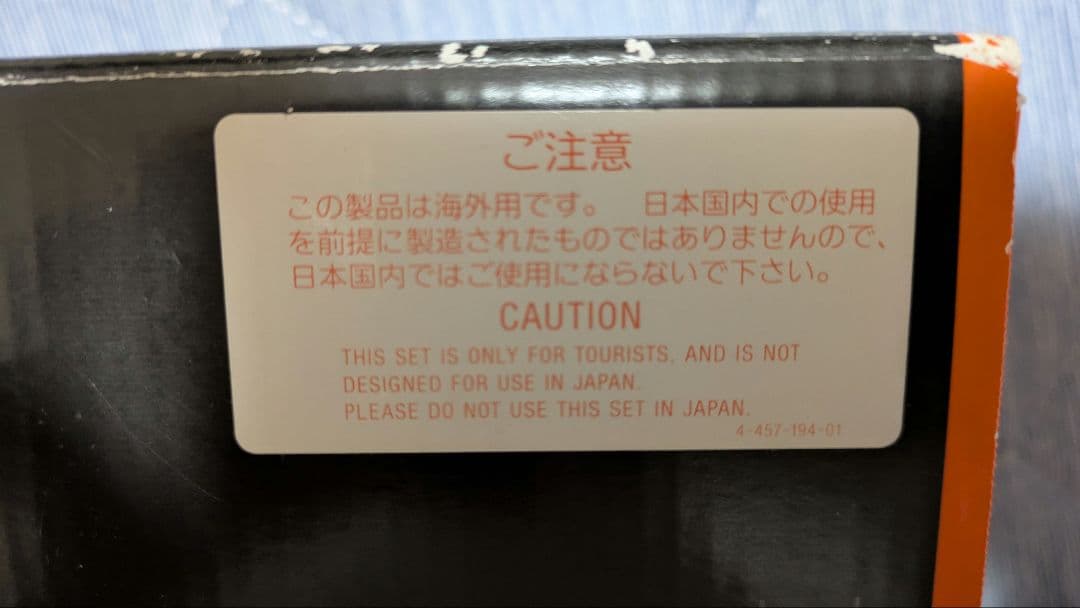 ご注意
この製品は海外用です。 日本国内での使用
を前提に製造されたものではありませんので、
日本国内ではご使用にならないで下さい。
CAUTION
THIS SET IS ONLY FOR TOURISTS, AND IS NOT
DESIGNED FOR USE IN JAPAN.
PLEASE DO NOT USE THIS SET IN JAPAN.
4-457-194-01